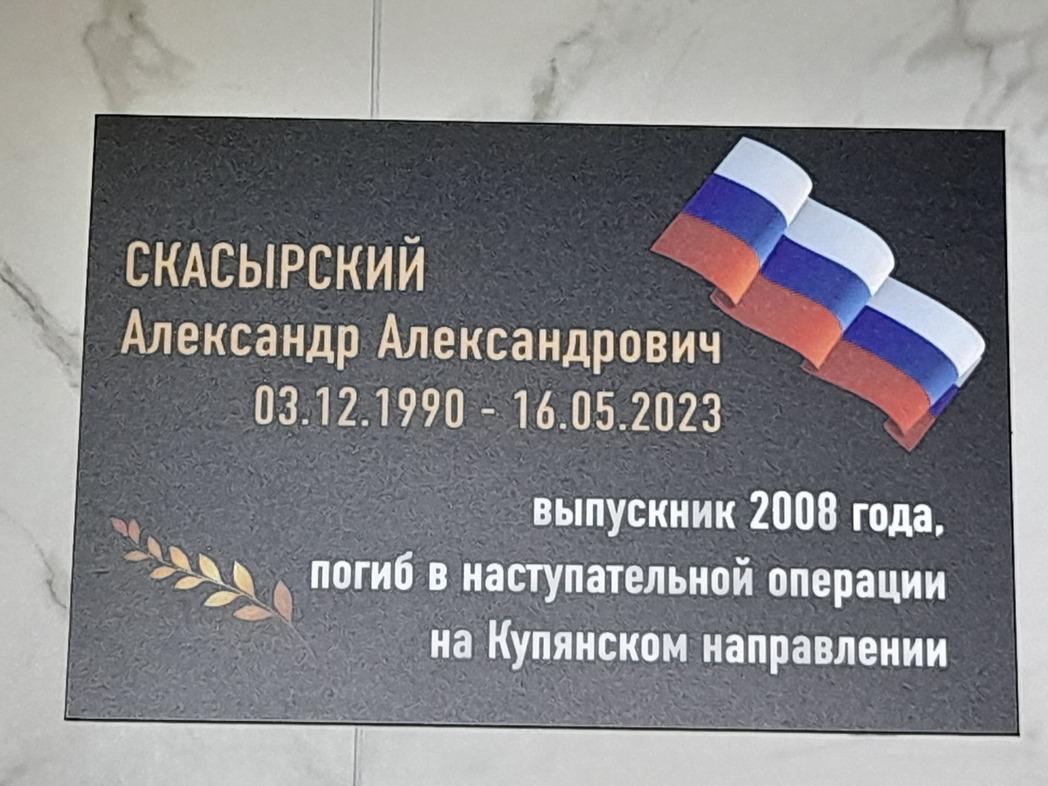 СКАСЫРСКИЙ
Александр Александрович
03.12.1990 - 16.05.2023
выпускник 2008 года,
погиб в наступательной операции
на Купянском направлении